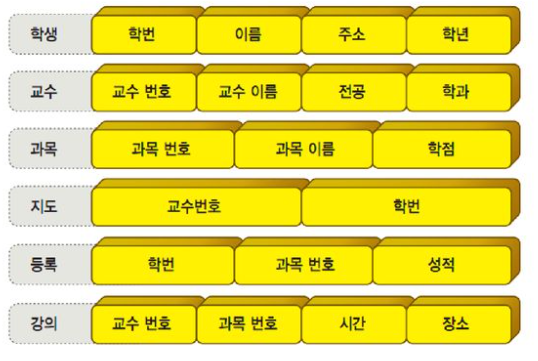 학생 학번 이름 주소 학년
교수 교수 번호 교수 이름 전공 학과
과목 과목 번호 과목 이름 학점
지도 교수번호 학번
등록 학번 과목 번호 성적
강의 교수 번호 과목 번호 시간 장소